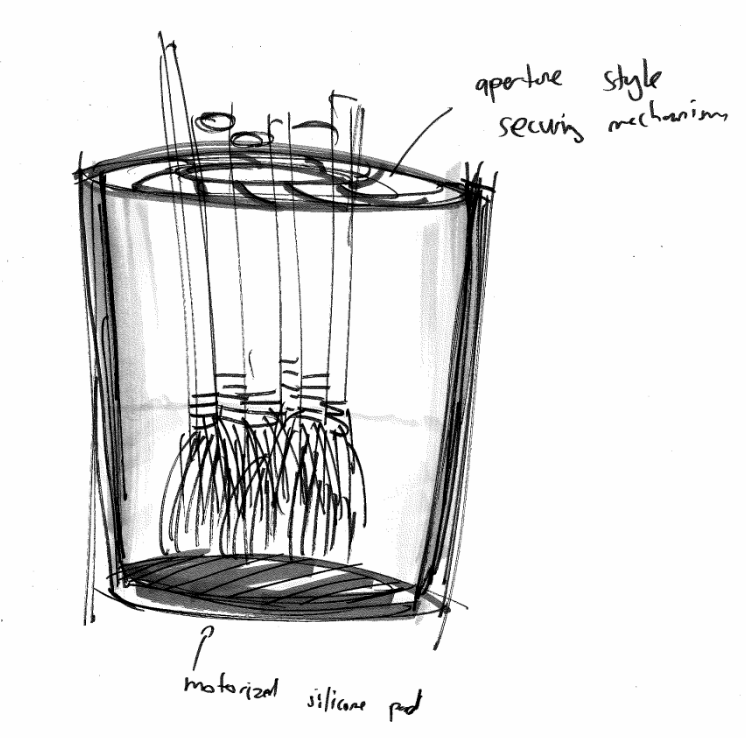 aperture style
securing mechanism
motorized silicone pad